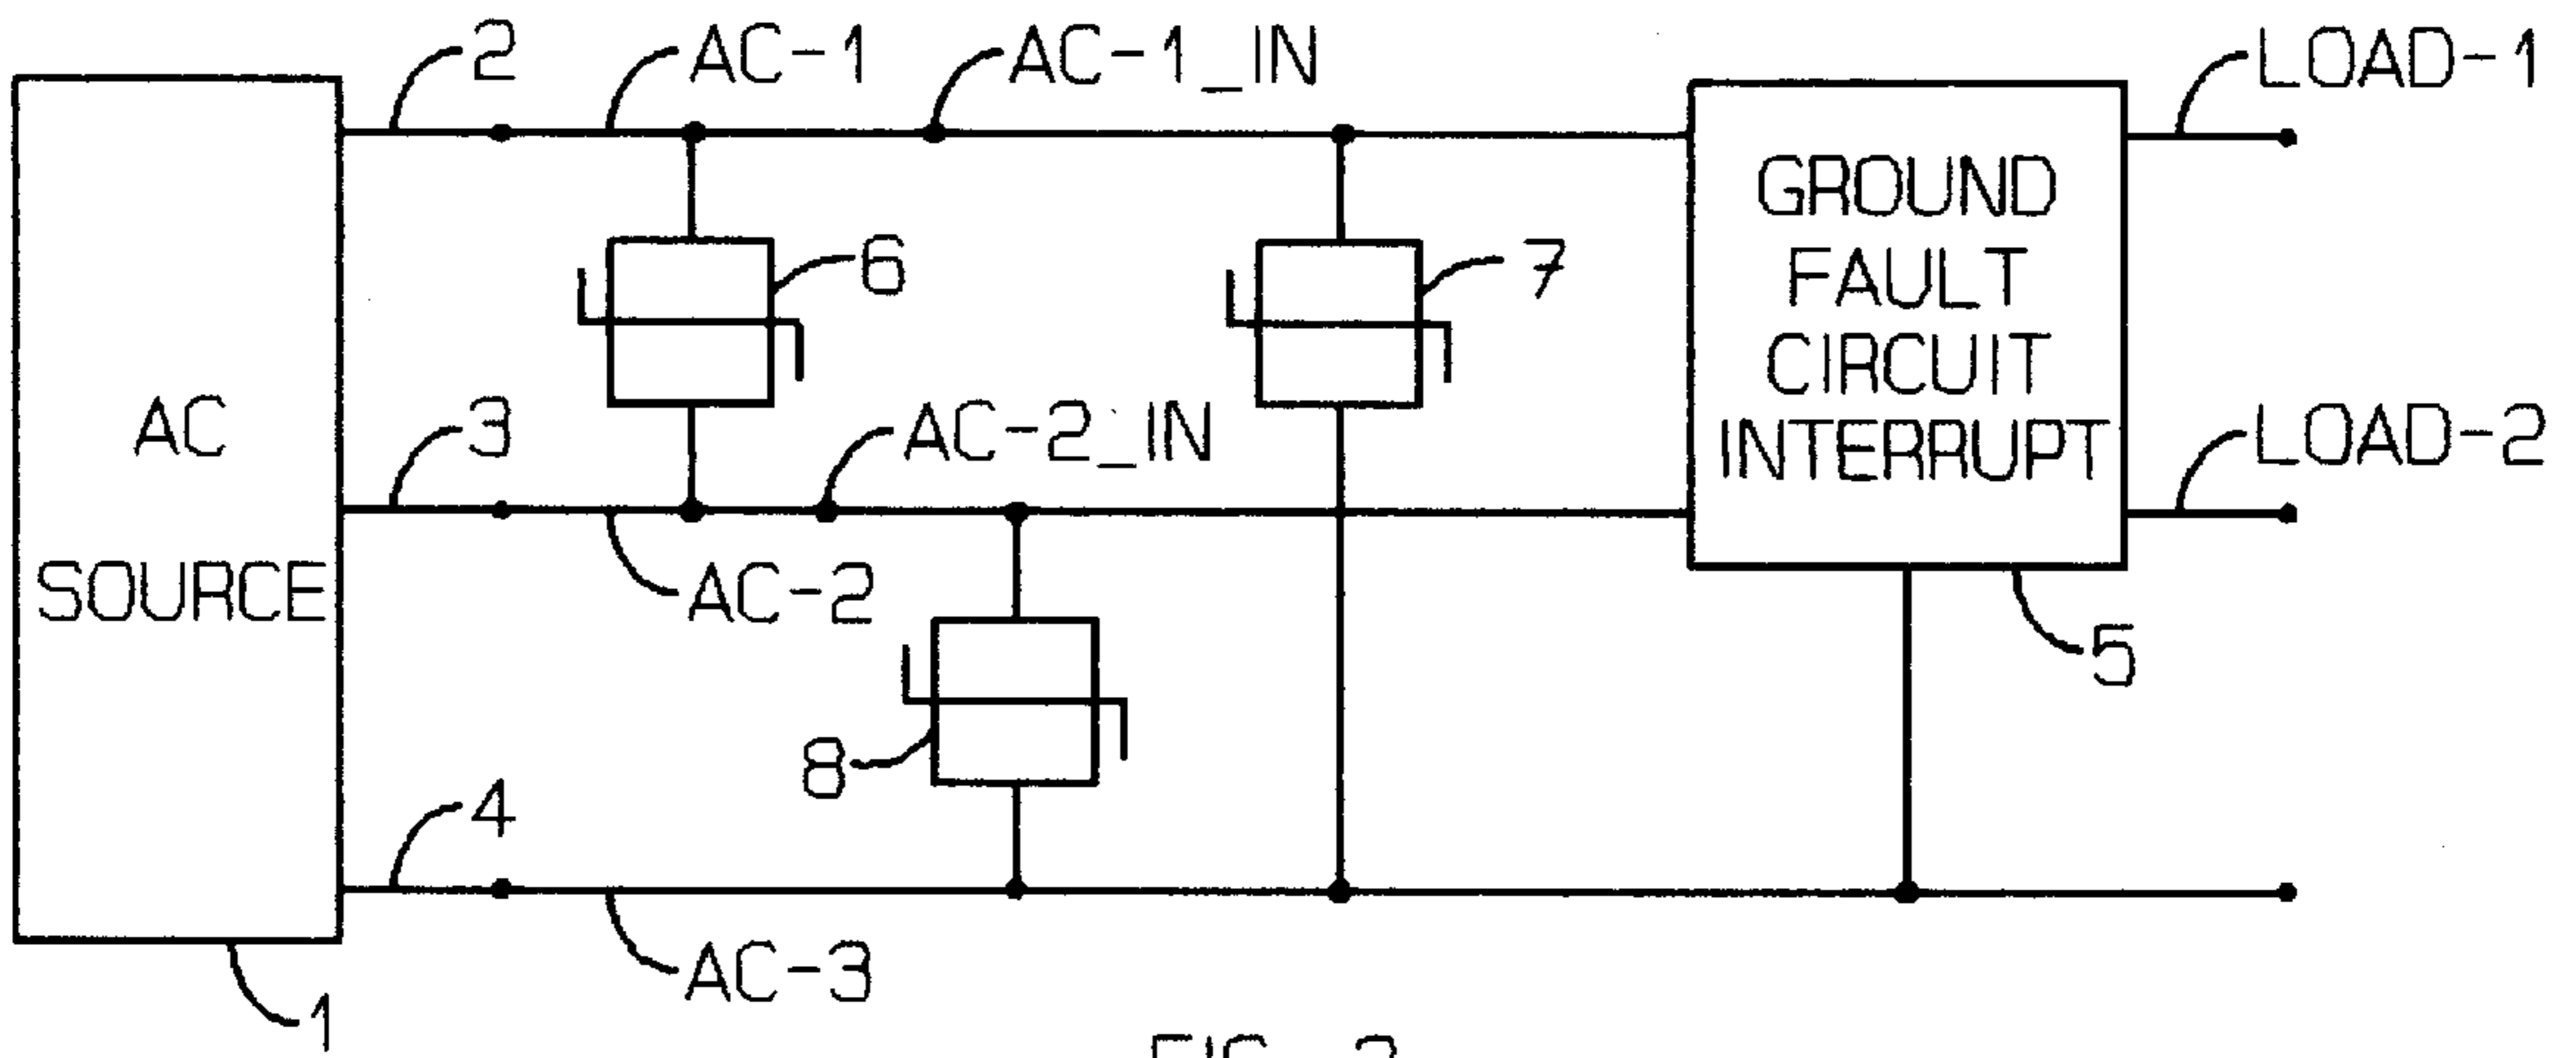 2
AC-1
AC-1_IN
LOAD-1
GROUND
FAULT
CIRCUIT
INTERRUPT
6
7
AC
SOURCE
3
AC-2_IN
LOAD-2
AC-2
5
8
4
AC-3
1